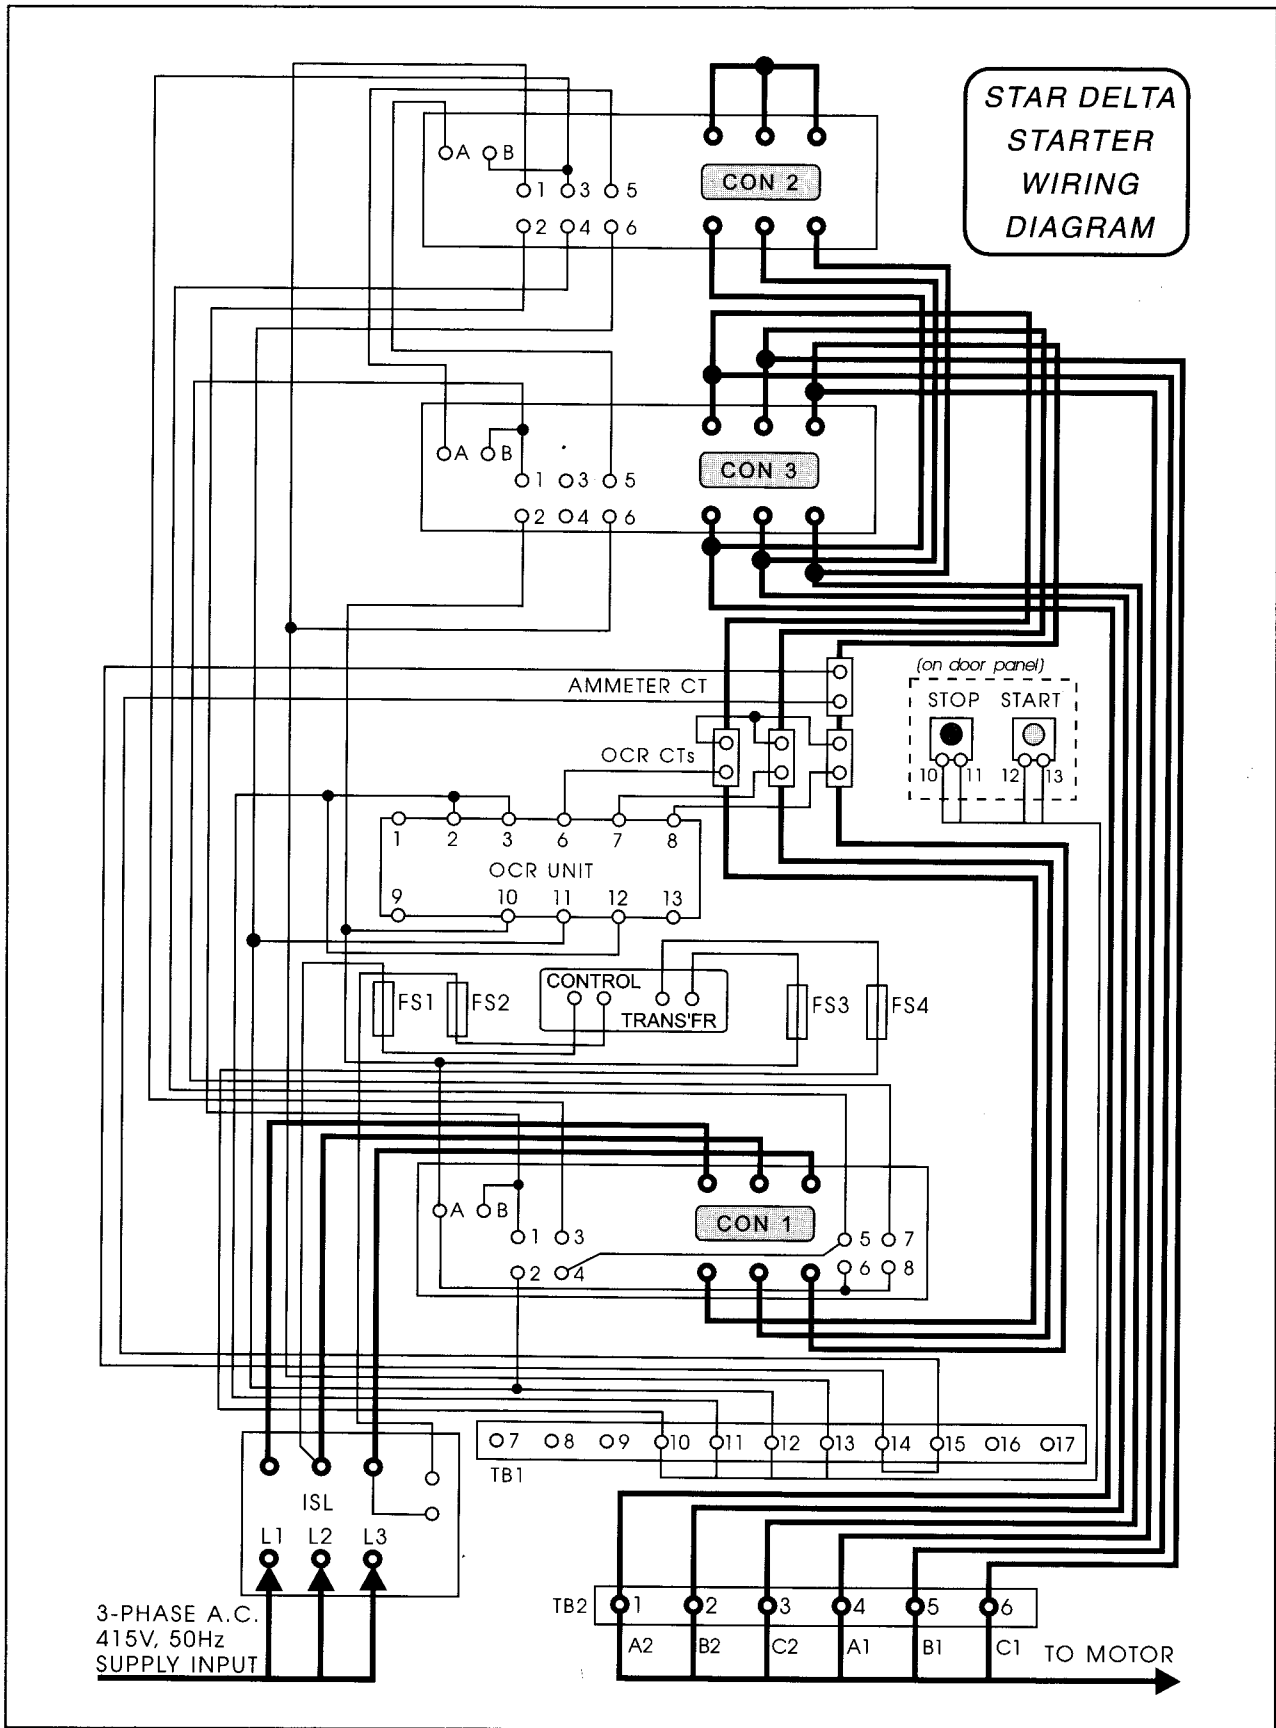 STAR DELTA
STARTER
WIRING
DIAGRAM
A B
1 3 5
CON 2
2 4 6
A B
1 3 5
CON 3
2 4 6
(on door panel)
AMMETER CT
STOP START
OCR CTs
10 11 12 13
1 2 3 6 7 8
OCR UNIT
9 10 11 12 13
FS1 FS2
CONTROL
TRANS'FR
FS3 FS4
A B
CON 1
1 3 5 7
2 4 6 8
7 8 9 10 11 12 13 14 15 16 17
TB1
ISL
L1 L2 L3
3-PHASE A.C.
415V, 50Hz
SUPPLY INPUT
TB2 1 2 3 4 5 6
A2 B2 C2 A1 B1 C1
TO MOTOR